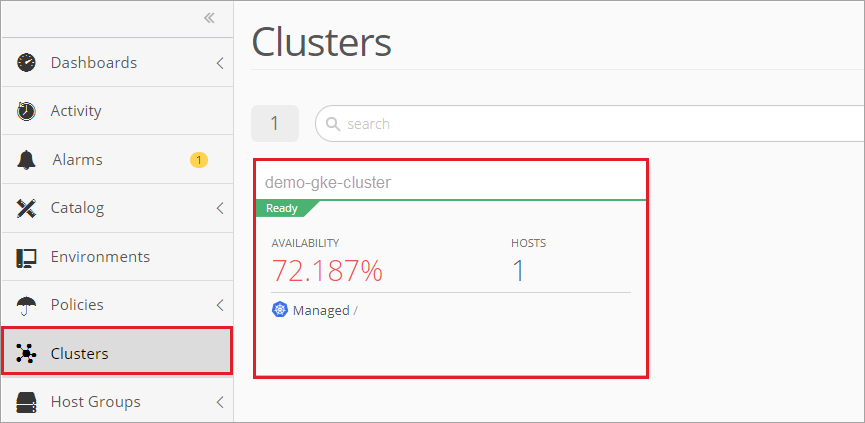 Clusters
Dashboards
Activity
Alarms 1
Catalog
Environments
Policies
Clusters
Host Groups
1 search
demo-gke-cluster
Ready
AVAILABILITY HOSTS
72.187% 1
Managed /